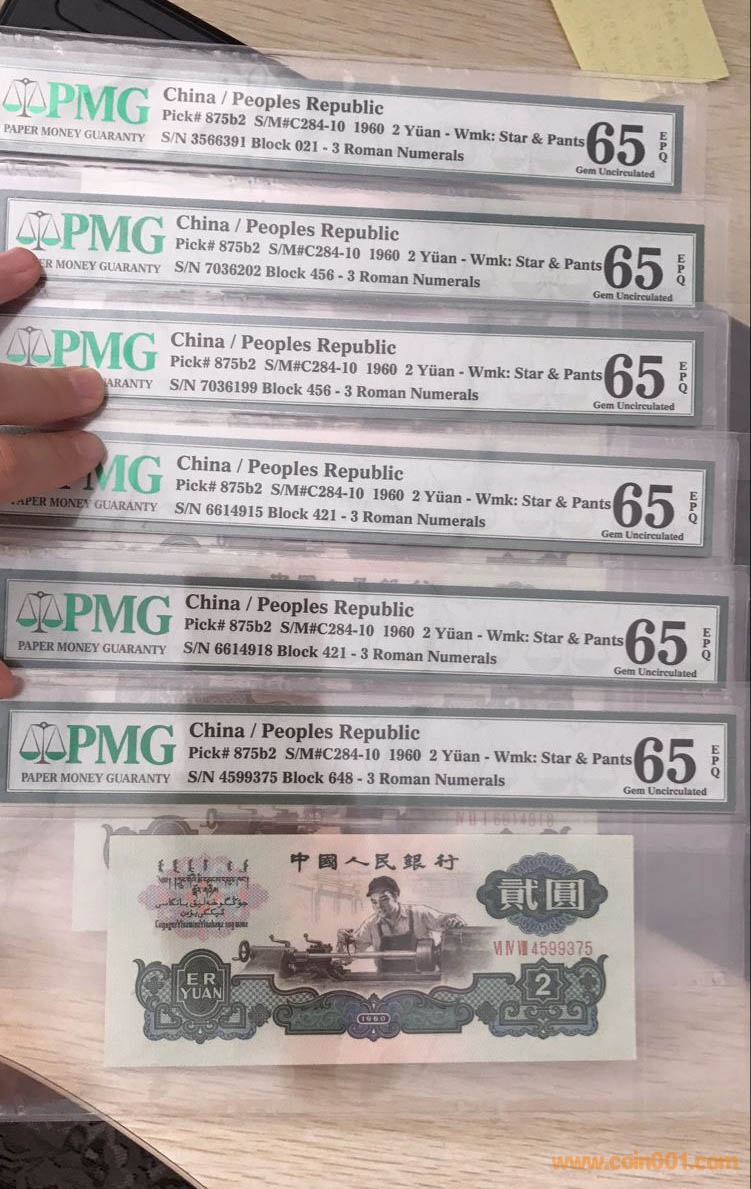 PMG
PAPER MONEY GUARANTY
China / Peoples Republic
Pick# 875b2 S/M#C284-10 1960 2 Yüan - Wmk: Star & Pants
S/N 3566391 Block 021 - 3 Roman Numerals
65
EPQ
Gem Uncirculated
PMG
ER MONEY GUARANTY
China / Peoples Republic
Pick# 875b2 S/M#C284-10 1960 2 Yüan - Wmk: Star & Pants
S/N 7036202 Block 456 - 3 Roman Numerals
65
EPQ
Gem Uncirculated
PMG
ARANTY
China / Peoples Republic
Pick# 875b2 S/M#C284-10 1960 2 Yüan - Wmk: Star & Pants
S/N 7036199 Block 456 - 3 Roman Numerals
65
EPQ
Gem Uncirculated
MG
PAPER MONEY GUARANTY
China / Peoples Republic
Pick# 875b2 S/M#C284-10 1960 2 Yüan - Wmk: Star & Pants
S/N 6614915 Block 421 - 3 Roman Numerals
65
EPQ
Gem Uncirculated
PMG
PAPER MONEY GUARANTY
China / Peoples Republic
Pick# 875b2 S/M#C284-10 1960 2 Yüan - Wmk: Star & Pants
S/N 6614918 Block 421 - 3 Roman Numerals
65
EPQ
Gem Uncirculated
PMG
PAPER MONEY GUARANTY
China / Peoples Republic
Pick# 875b2 S/M#C284-10 1960 2 Yüan - Wmk: Star & Pants
S/N 4599375 Block 648 - 3 Roman Numerals
65
EPQ
Gem Uncirculated
6614918
中國人民銀行
貳圓
VI IV VIII 4599375
ER
YUAN
2
1960
www.coin001.com